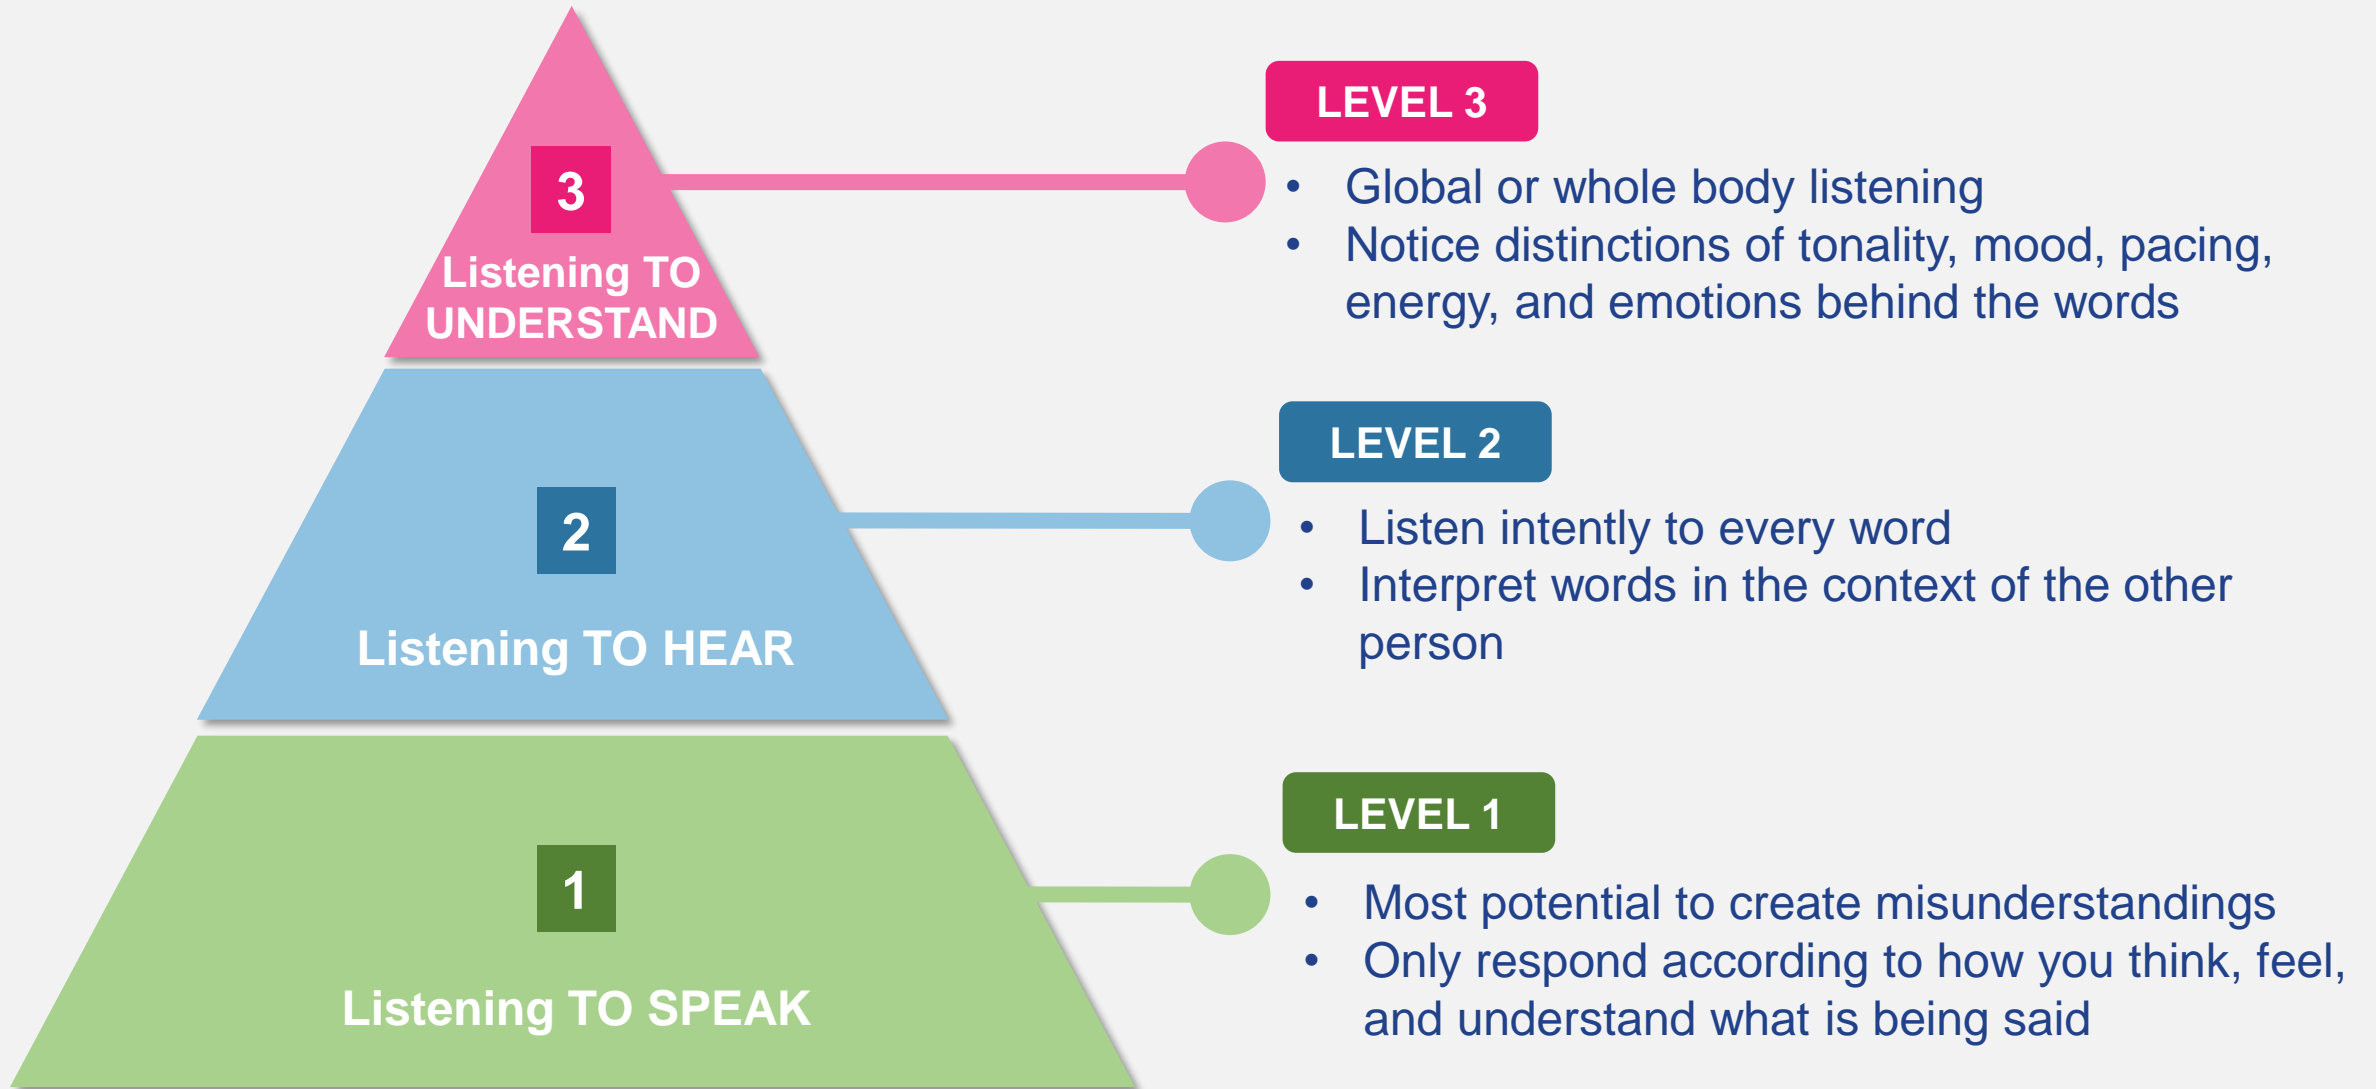 3
Listening TO
UNDERSTAND
LEVEL 3
• Global or whole body listening
• Notice distinctions of tonality, mood, pacing,
energy, and emotions behind the words
2
Listening TO HEAR
LEVEL 2
• Listen intently to every word
• Interpret words in the context of the other
person
1
Listening TO SPEAK
LEVEL 1
• Most potential to create misunderstandings
• Only respond according to how you think, feel,
and understand what is being said